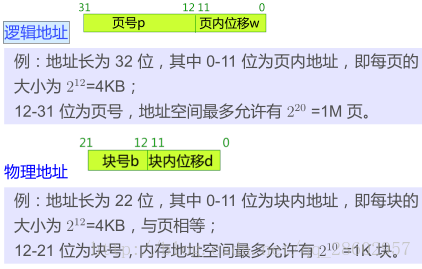 31 12 11 0
页号p 页内位移w
逻辑地址
例：地址长为 32 位，其中 0-11 位为页内地址，即每页的
大小为 2^12=4KB；
12-31 位为页号，地址空间最多允许有 2^20 =1M 页。
21 12 11 0
块号b 块内位移d
物理地址
例：地址长为 22 位，其中 0-11 位为块内地址，即每块的
大小为 2^12=4KB，与页相等；
12-21 位为块号，内存地址空间最多允许有 2^10 =1K 块。